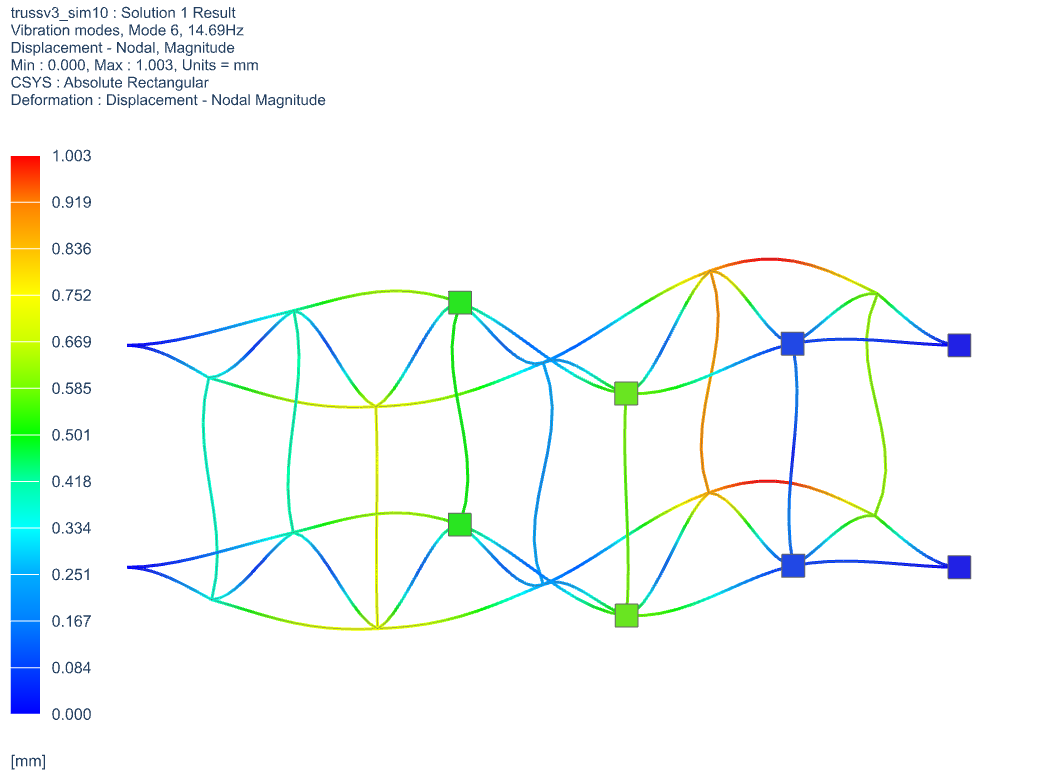 trussv3_sim10 : Solution 1 Result
Vibration modes, Mode 6, 14.69Hz
Displacement - Nodal, Magnitude
Min : 0.000, Max : 1.003, Units = mm
CSYS : Absolute Rectangular
Deformation : Displacement - Nodal Magnitude
1.003
0.919
0.836
0.752
0.669
0.585
0.501
0.418
0.334
0.251
0.167
0.084
0.000
[mm]